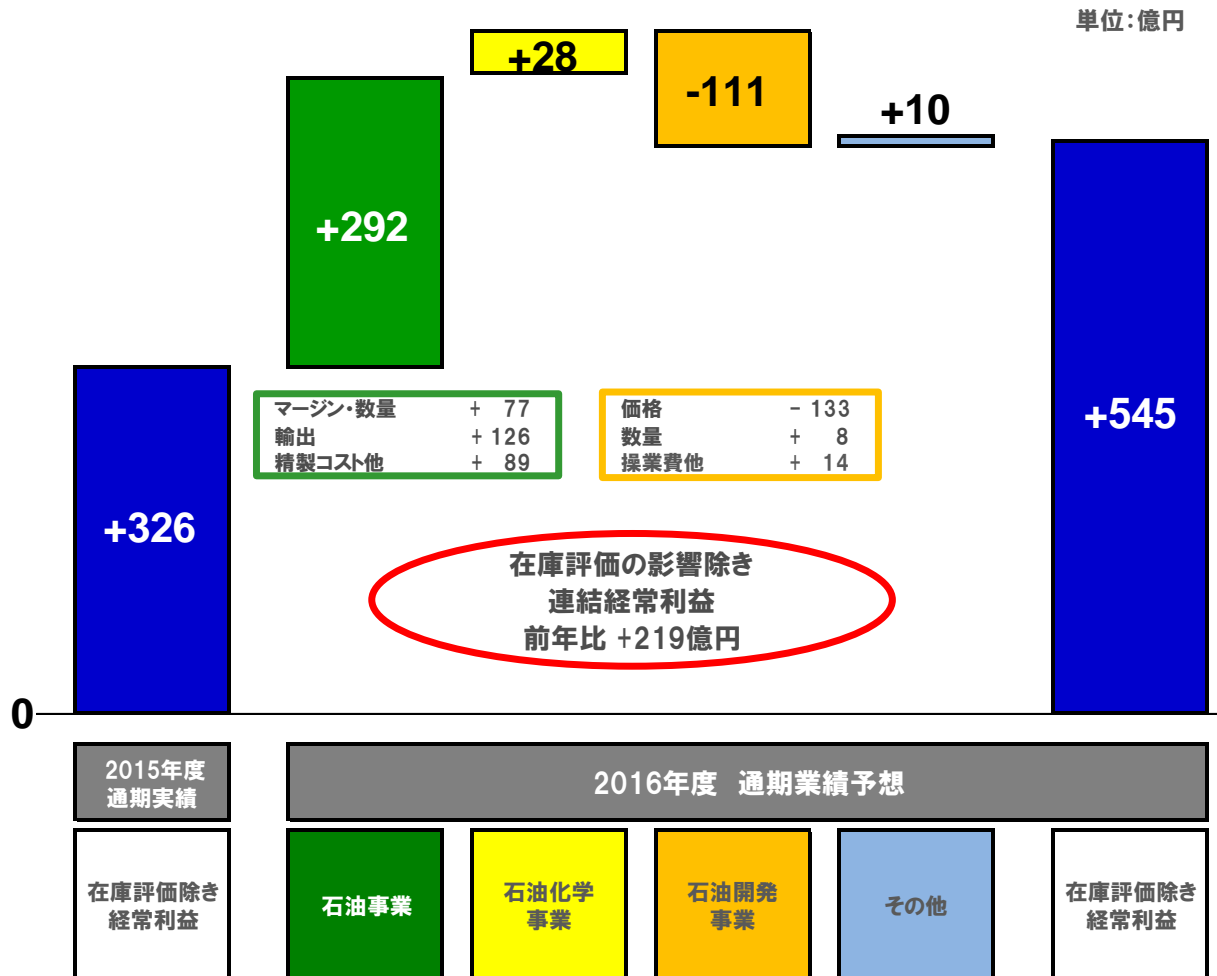 単位:億円
+28
-111
+10
+292
+326
+545
マージン・数量 + 77
輸出 + 126
精製コスト他 + 89
価格 - 133
数量 + 8
操業費他 + 14
在庫評価の影響除き
連結経常利益
前年比 +219億円
0
2015年度
通期実績
2016年度 通期業績予想
在庫評価除き
経常利益
石油事業
石油化学
事業
石油開発
事業
その他
在庫評価除き
経常利益